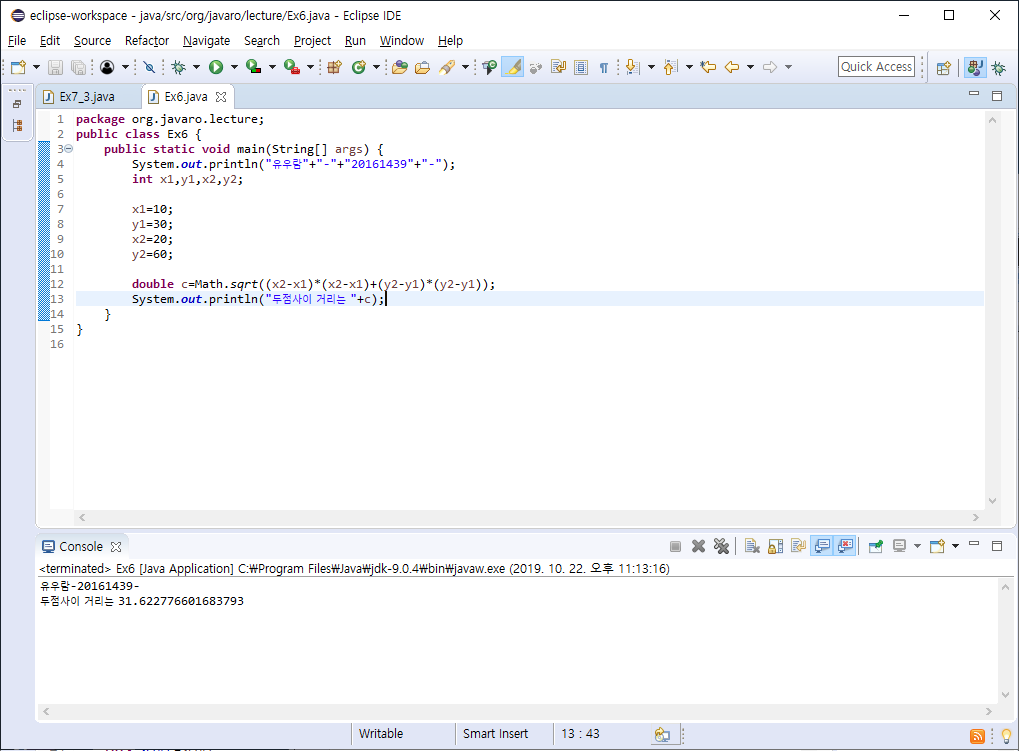 eclipse-workspace - java/src/org/javaro/lecture/Ex6.java - Eclipse IDE
File Edit Source Refactor Navigate Search Project Run Window Help
Quick Access
Ex7_3.java Ex6.java
1 package org.javaro.lecture;
2 public class Ex6 {
3 public static void main(String[] args) {
4 System.out.println("유우람"+"-"+"20161439"+"-");
5 int x1,y1,x2,y2;
6
7 x1=10;
8 y1=30;
9 x2=20;
10 y2=60;
11
12 double c=Math.sqrt((x2-x1)*(x2-x1)+(y2-y1)*(y2-y1));
13 System.out.println("두점사이 거리는 "+c);
14 }
15 }
16
Console
<terminated> Ex6 [Java Application] C:₩Program Files₩Java₩jdk-9.0.4₩bin₩javaw.exe (2019. 10. 22. 오후 11:13:16)
유우람-20161439-
두점사이 거리는 31.622776601683793
Writable Smart Insert 13 : 43